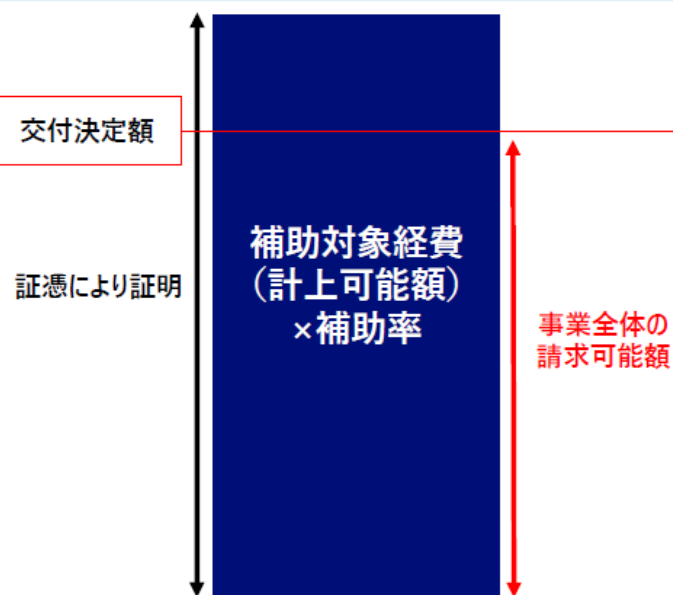 交付決定額
補助対象経費
（計上可能額）
×補助率
証憑により証明
事業全体の
請求可能額